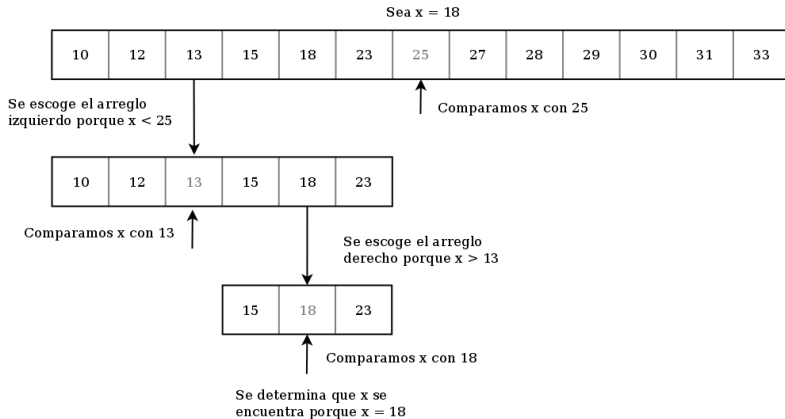 Sea x = 18
10 12 13 15 18 23 25 27 28 29 30 31 33
Se escoge el arreglo
izquierdo porque x < 25
Comparamos x con 25
10 12 13 15 18 23
Comparamos x con 13
Se escoge el arreglo
derecho porque x > 13
15 18 23
Comparamos x con 18
Se determina que x se
encuentra porque x = 18